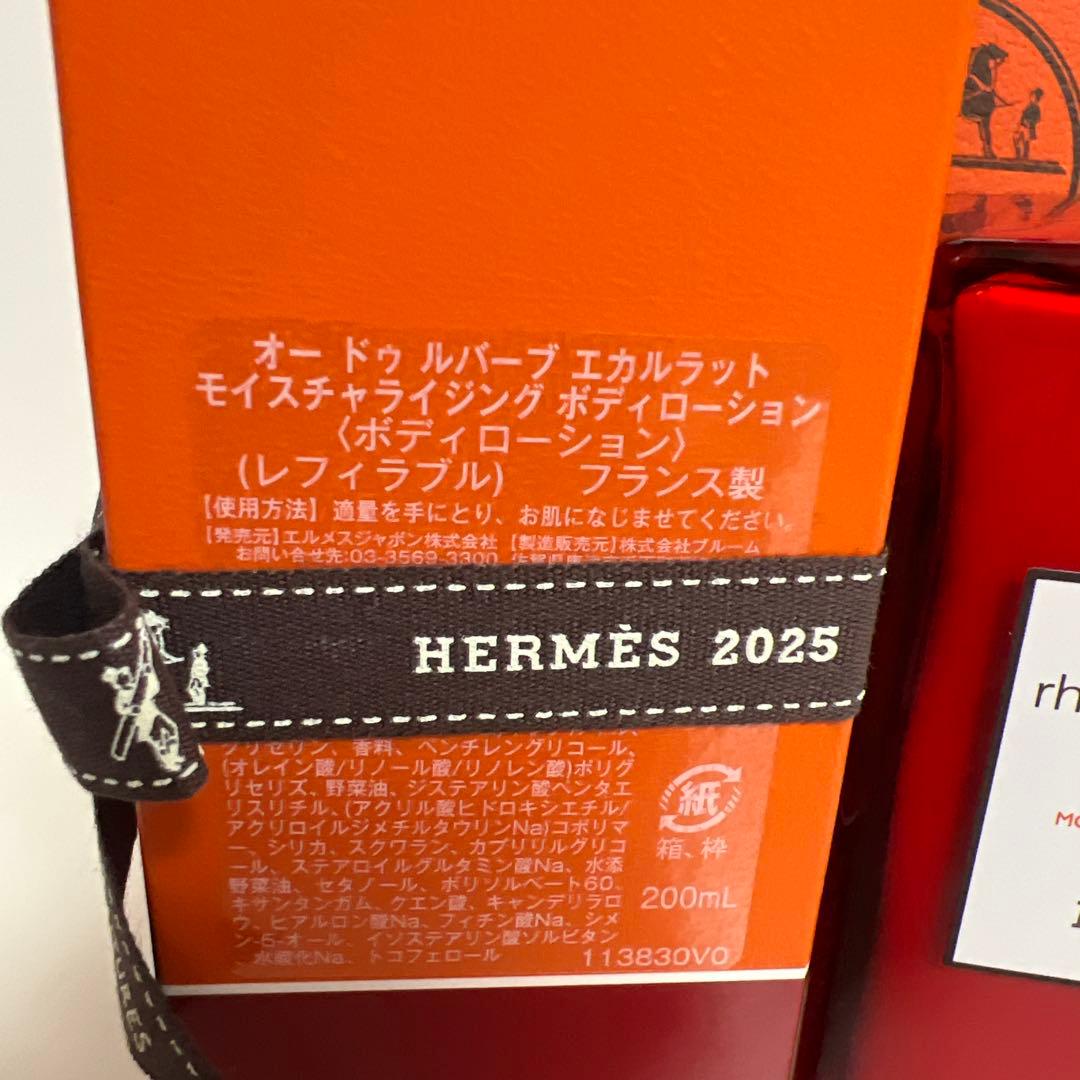 オー ドゥ ルバーブ エカルラット
モイスチャライジング ボディローション
〈ボディローション〉
(レフィラブル) フランス製
【使用方法】適量を手にとり、お肌になじませてください。
【発売元】エルメスジャポン株式会社 【製造販売元】株式会社ブルーム
お問い合せ先:03-3569-3300
HERMÈS 2025
グリセリン、香料、ペンチレングリコール、
(オレイン酸/リノール酸/リノレン酸)ポリグ
リセリズ、野菜油、ジステアリン酸ペンタエ
リスリチル、(アクリル酸ヒドロキシエチル/
アクリロイルジメチルタウリンNa)コポリマ
ー、シリカ、スクワラン、カプリリルグリコ
ール、ステアロイルグルタミン酸Na、水添
野菜油、セタノール、ポリソルベート60、
キサンタンガム、クエン酸、キャンデリラロ
ウ、ヒアルロン酸Na、フィチン酸Na、シメ
ン-5-オール、イソステアリン酸ソルビタン
、水酸化Na、トコフェロール
紙
箱、枠
200mL
113830V0
rh
MO